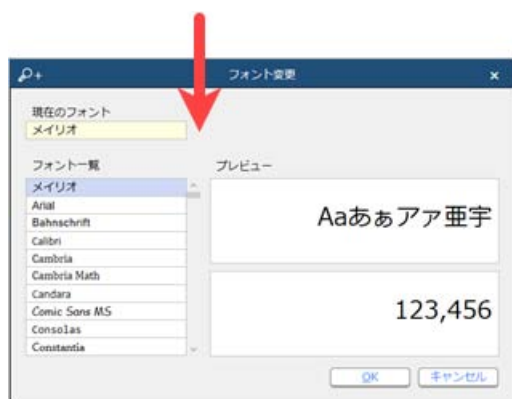 フォント変更
現在のフォント
メイリオ
フォント一覧
メイリオ
Arial
Bahnschrift
Calibri
Cambria
Cambria Math
Candara
Comic Sans MS
Consolas
Constantia
プレビュー
Aaあぁアァ亜宇
123,456
OK
キャンセル